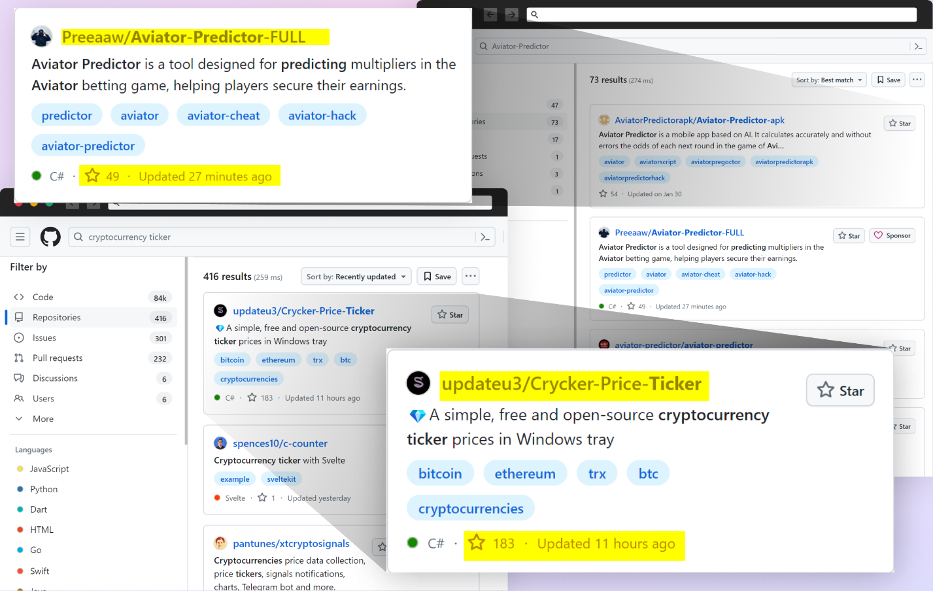 Preeaaw/Aviator-Predictor-FULL
Aviator Predictor is a tool designed for predicting multipliers in the
Aviator betting game, helping players secure their earnings.
predictor aviator aviator-cheat aviator-hack
aviator-predictor
C# · 49 · Updated 27 minutes ago
Aviator-Predictor
73 results (274 ms)
Sort by: Best match
Save
47
ries 73
17
uests 1
ons 3
1
AviatorPredictorapk/Aviator-Predictor-apk
Star
Aviator Predictor is mobile app based on AI. It calculates accurately and without
errors the odds of each next round in the game of Avi...
aviator aviatorscript aviatorpregoctor aviatorpredictorapk
aviatorpredictorhack
54 · Updated on Jan 30
Preeaaw/Aviator-Predictor-FULL
Star
Sponsor
Aviator Predictor is a tool designed for predicting multipliers in the
Aviator betting game, helping players secure their earnings.
predictor aviator aviator-cheat aviator-hack
aviator-predictor
C# · 49 · Updated 27 minutes ago
aviator-predictor/aviator-predictor
Star
Star
cryptocurrency ticker
Filter by
Code 84k
Repositories 416
Issues 301
Pull requests 232
Discussions 6
Users 6
More
Languages
JavaScript
Python
Dart
HTML
Go
Swift
416 results (259 ms)
Sort by: Recently updated
Save
updateu3/Crycker-Price-Ticker
Star
A simple, free and open-source cryptocurrency
ticker prices in Windows tray
bitcoin ethereum trx btc
cryptocurrencies
C# · 183 · Updated 11 hours ago
spences10/c-counter
Cryptocurrency ticker with Svelte
example sveltekit
Svelte · 1 · Updated yesterday
pantunes/xtcryptosignals
Cryptocurrencies price data collection,
price tickers, signals notifications,
charts, Telegram bot and more.
updateu3/Crycker-Price-Ticker
Star
A simple, free and open-source cryptocurrency
ticker prices in Windows tray
bitcoin ethereum trx btc
cryptocurrencies
C# · 183 · Updated 11 hours ago